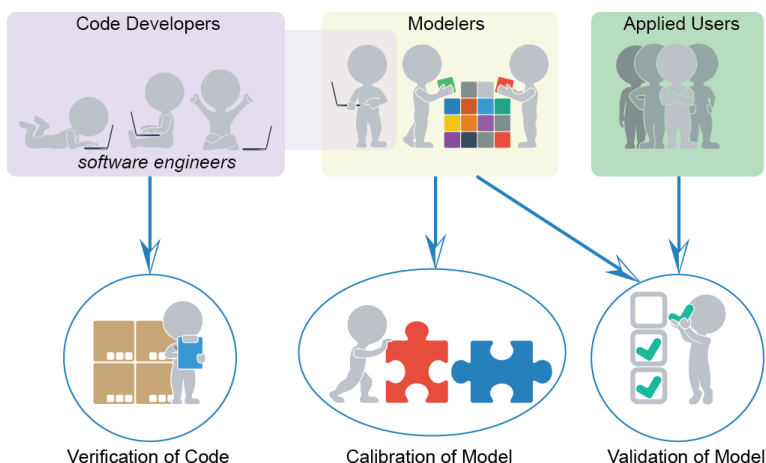 Code Developers
Modelers
Applied Users
software engineers
Verification of Code
Calibration of Model
Validation of Model